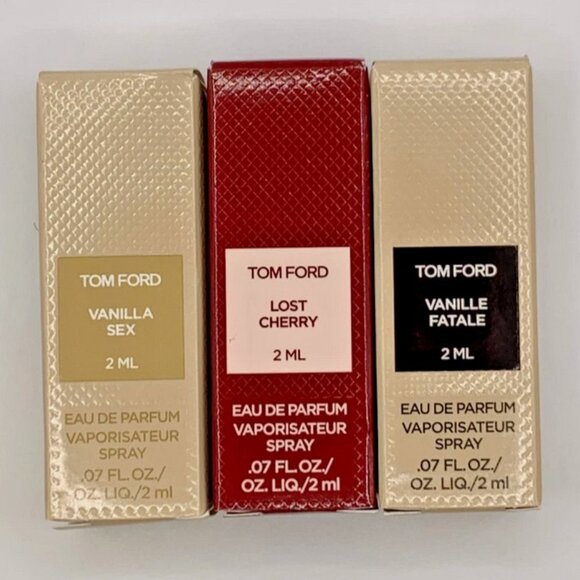 TOM FORD
VANILLA
SEX
2 ML
EAU DE PARFUM
VAPORISATEUR
SPRAY
.07 FL. OZ./
OZ. LIQ./2 ml
TOM FORD
LOST
CHERRY
2 ML
EAU DE PARFUM
VAPORISATEUR
SPRAY
.07 FL. OZ./
OZ. LIQ./2 ml
TOM FORD
VANILLE
FATALE
2 ML
EAU DE PARFUM
VAPORISATEUR
SPRAY
.07 FL. OZ./
OZ. LIQ./2 ml